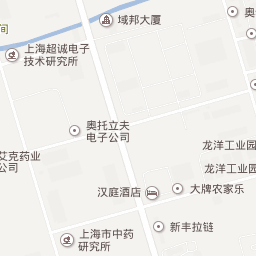 域邦大厦
间
上海超诚电子
技术研究所
奥托立夫
电子公司
龙洋工业园
艾克药业
公司
龙洋工业园
汉庭酒店
大牌农家乐
新丰拉链
上海市中药
研究所